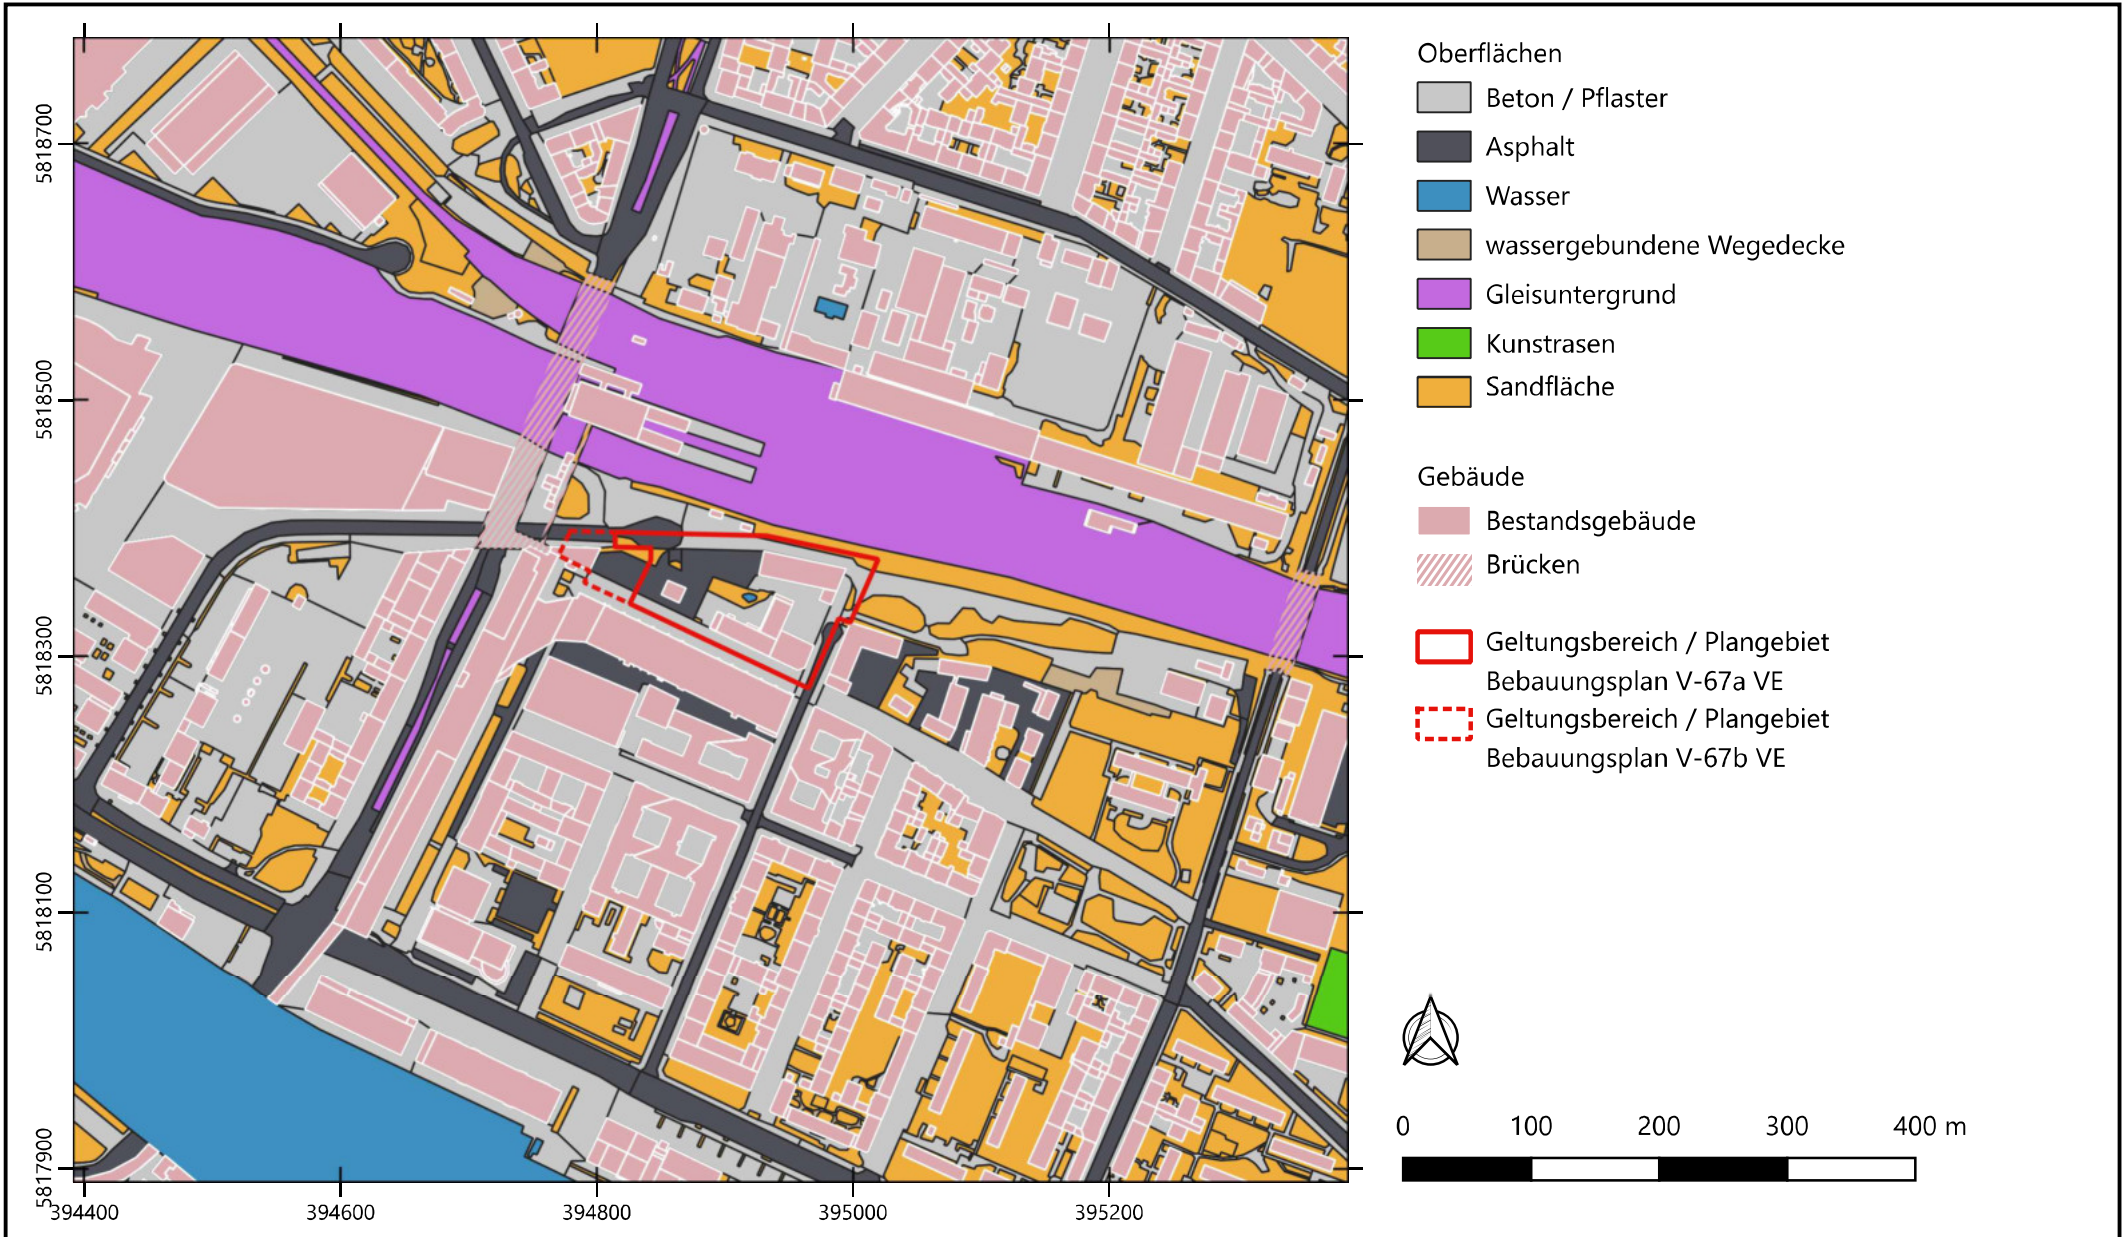 Oberflächen
Beton / Pflaster
Asphalt
Wasser
wassergebundene Wegedecke
Gleisuntergrund
Kunstrasen
Sandfläche
Gebäude
Bestandsgebäude
Brücken
Geltungsbereich / Plangebiet
Bebauungsplan V-67a VE
Geltungsbereich / Plangebiet
Bebauungsplan V-67b VE
0 100 200 300 400 m
5818700
5818500
5818300
5818100
5817900
394400 394600 394800 395000 395200